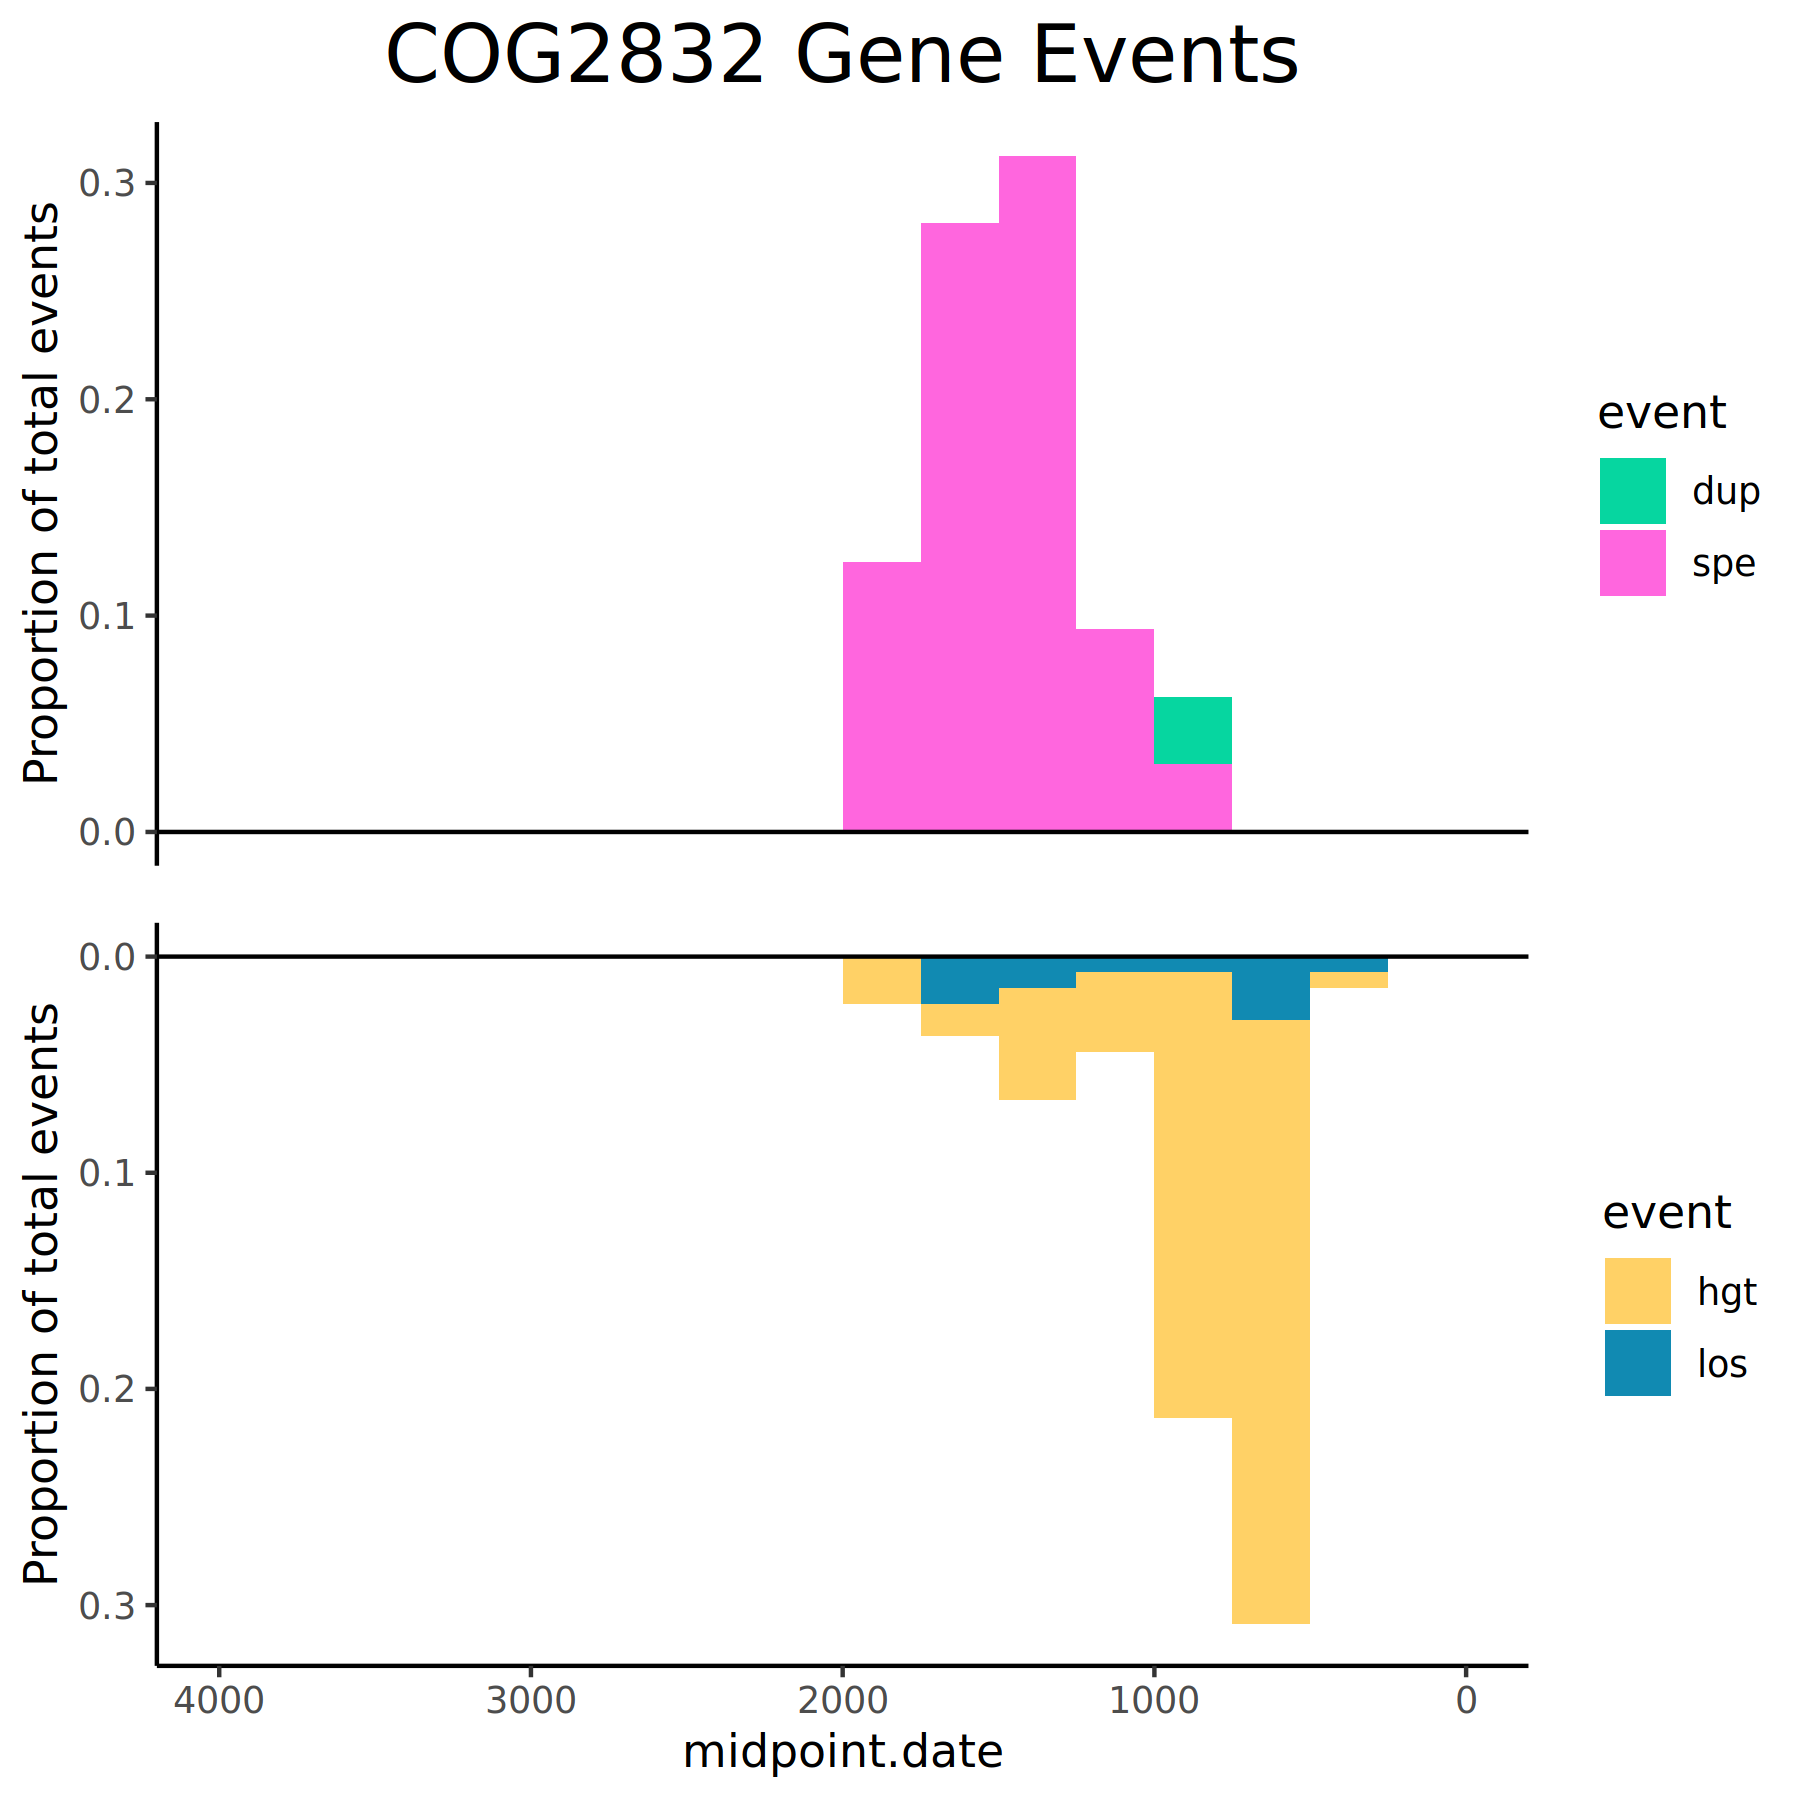 COG2832 Gene Events
Proportion of total events
0.3
0.2
0.1
0.0
event
dup
spe
Proportion of total events
0.0
0.1
0.2
0.3
event
hgt
los
4000 3000 2000 1000 0
midpoint.date